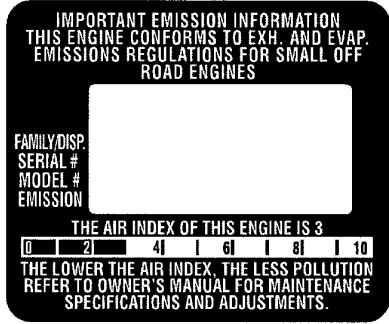 IMPORTANT EMISSION INFORMATION
THIS ENGINE CONFORMS TO EXH. AND EVAP.
EMISSIONS REGULATIONS FOR SMALL OFF
ROAD ENGINES
FAMILY/DISP.
SERIAL #
MODEL #
EMISSION
THE AIR INDEX OF THIS ENGINE IS 3
0 2 4 6 8 10
THE LOWER THE AIR INDEX, THE LESS POLLUTION
REFER TO OWNER'S MANUAL FOR MAINTENANCE
SPECIFICATIONS AND ADJUSTMENTS.